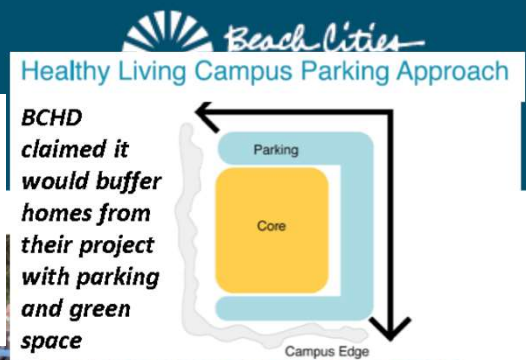 Beach Cities
Healthy Living Campus Parking Approach
BCHD
claimed it
would buffer
homes from
their project
with parking
and green
space
Parking
Core
Campus Edge